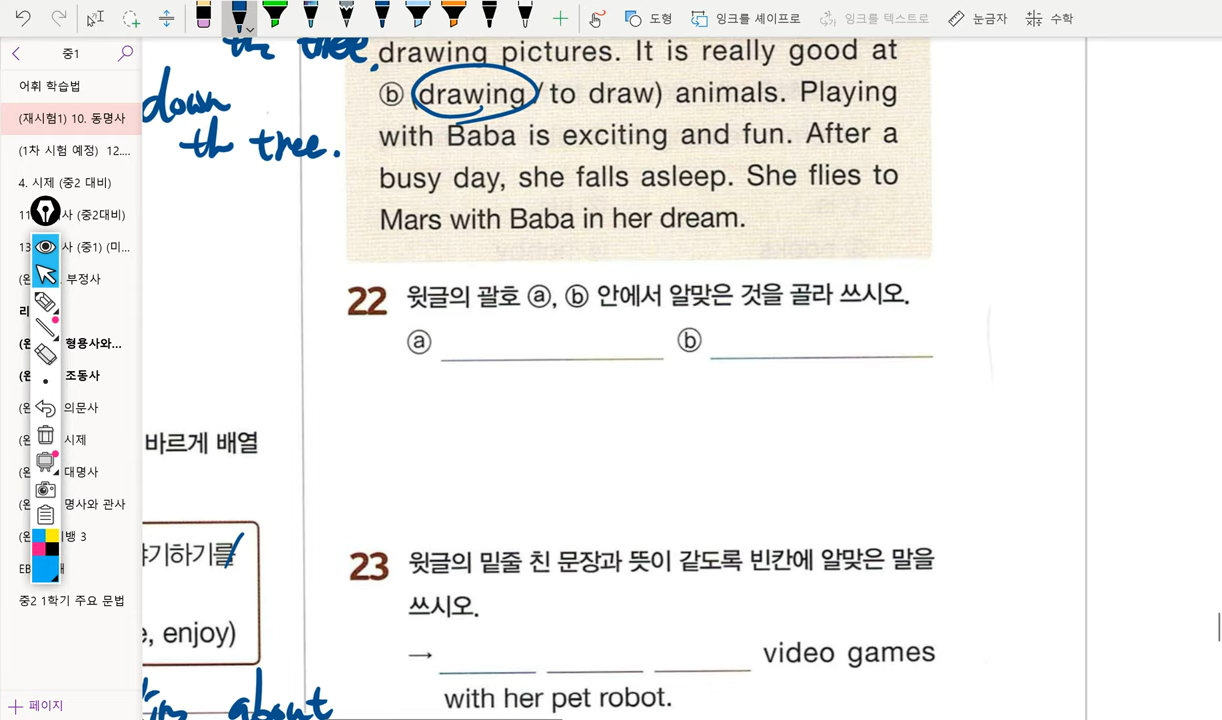 도형
잉크를 셰이프로
잉크를 텍스트로
눈금자
수학
중1
어휘 학습법
(재시험1) 10. 동명사
(1차 시험 예정) 12....
4. 시제 (중2 대비)
사 (중2대비)
13
사 (중1) (미...
부정사
형용사와...
조동사
의문사
시제
대명사
명사와 관사
3
중2 1학기 주요 문법
페이지
the tree.
down
the tree.
바르게 배열
기하기를
enjoy)
about
drawing pictures. It is really good at
ⓑ (drawing / to draw) animals. Playing
with Baba is exciting and fun. After a
busy day, she falls asleep. She flies to
Mars with Baba in her dream.
22 윗글의 괄호 ⓐ, ⓑ 안에서 알맞은 것을 골라 쓰시오.
ⓐ ⓑ
23 윗글의 밑줄 친 문장과 뜻이 같도록 빈칸에 알맞은 말을
쓰시오.
→ video games
with her pet robot.